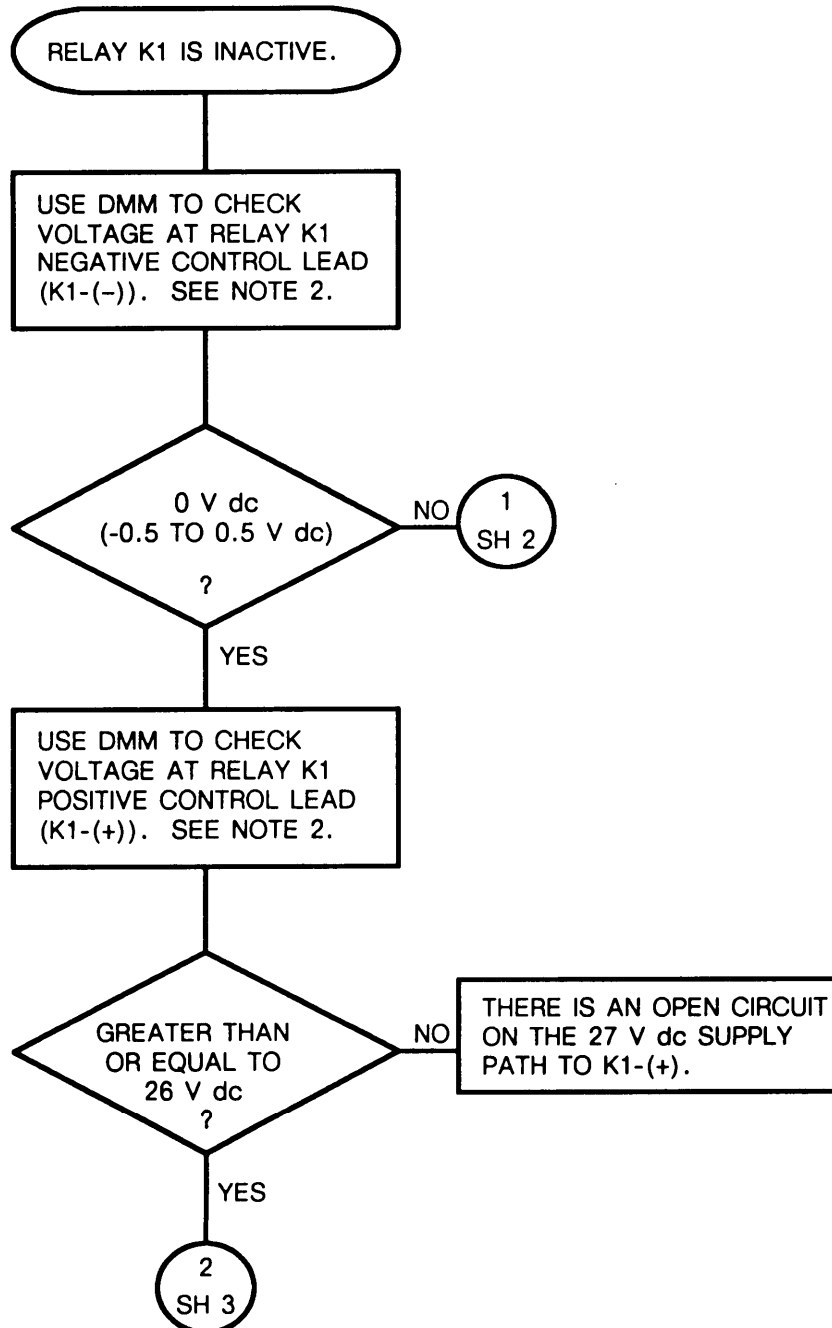 RELAY K1 IS INACTIVE.
USE DMM TO CHECK
VOLTAGE AT RELAY K1
NEGATIVE CONTROL LEAD
(K1-(–)). SEE NOTE 2.
0 V dc
(-0.5 TO 0.5 V dc)
?
NO
1
SH 2
YES
USE DMM TO CHECK
VOLTAGE AT RELAY K1
POSITIVE CONTROL LEAD
(K1-(+)). SEE NOTE 2.
GREATER THAN
OR EQUAL TO
26 V dc
?
NO
THERE IS AN OPEN CIRCUIT
ON THE 27 V dc SUPPLY
PATH TO K1-(+).
YES
2
SH 3